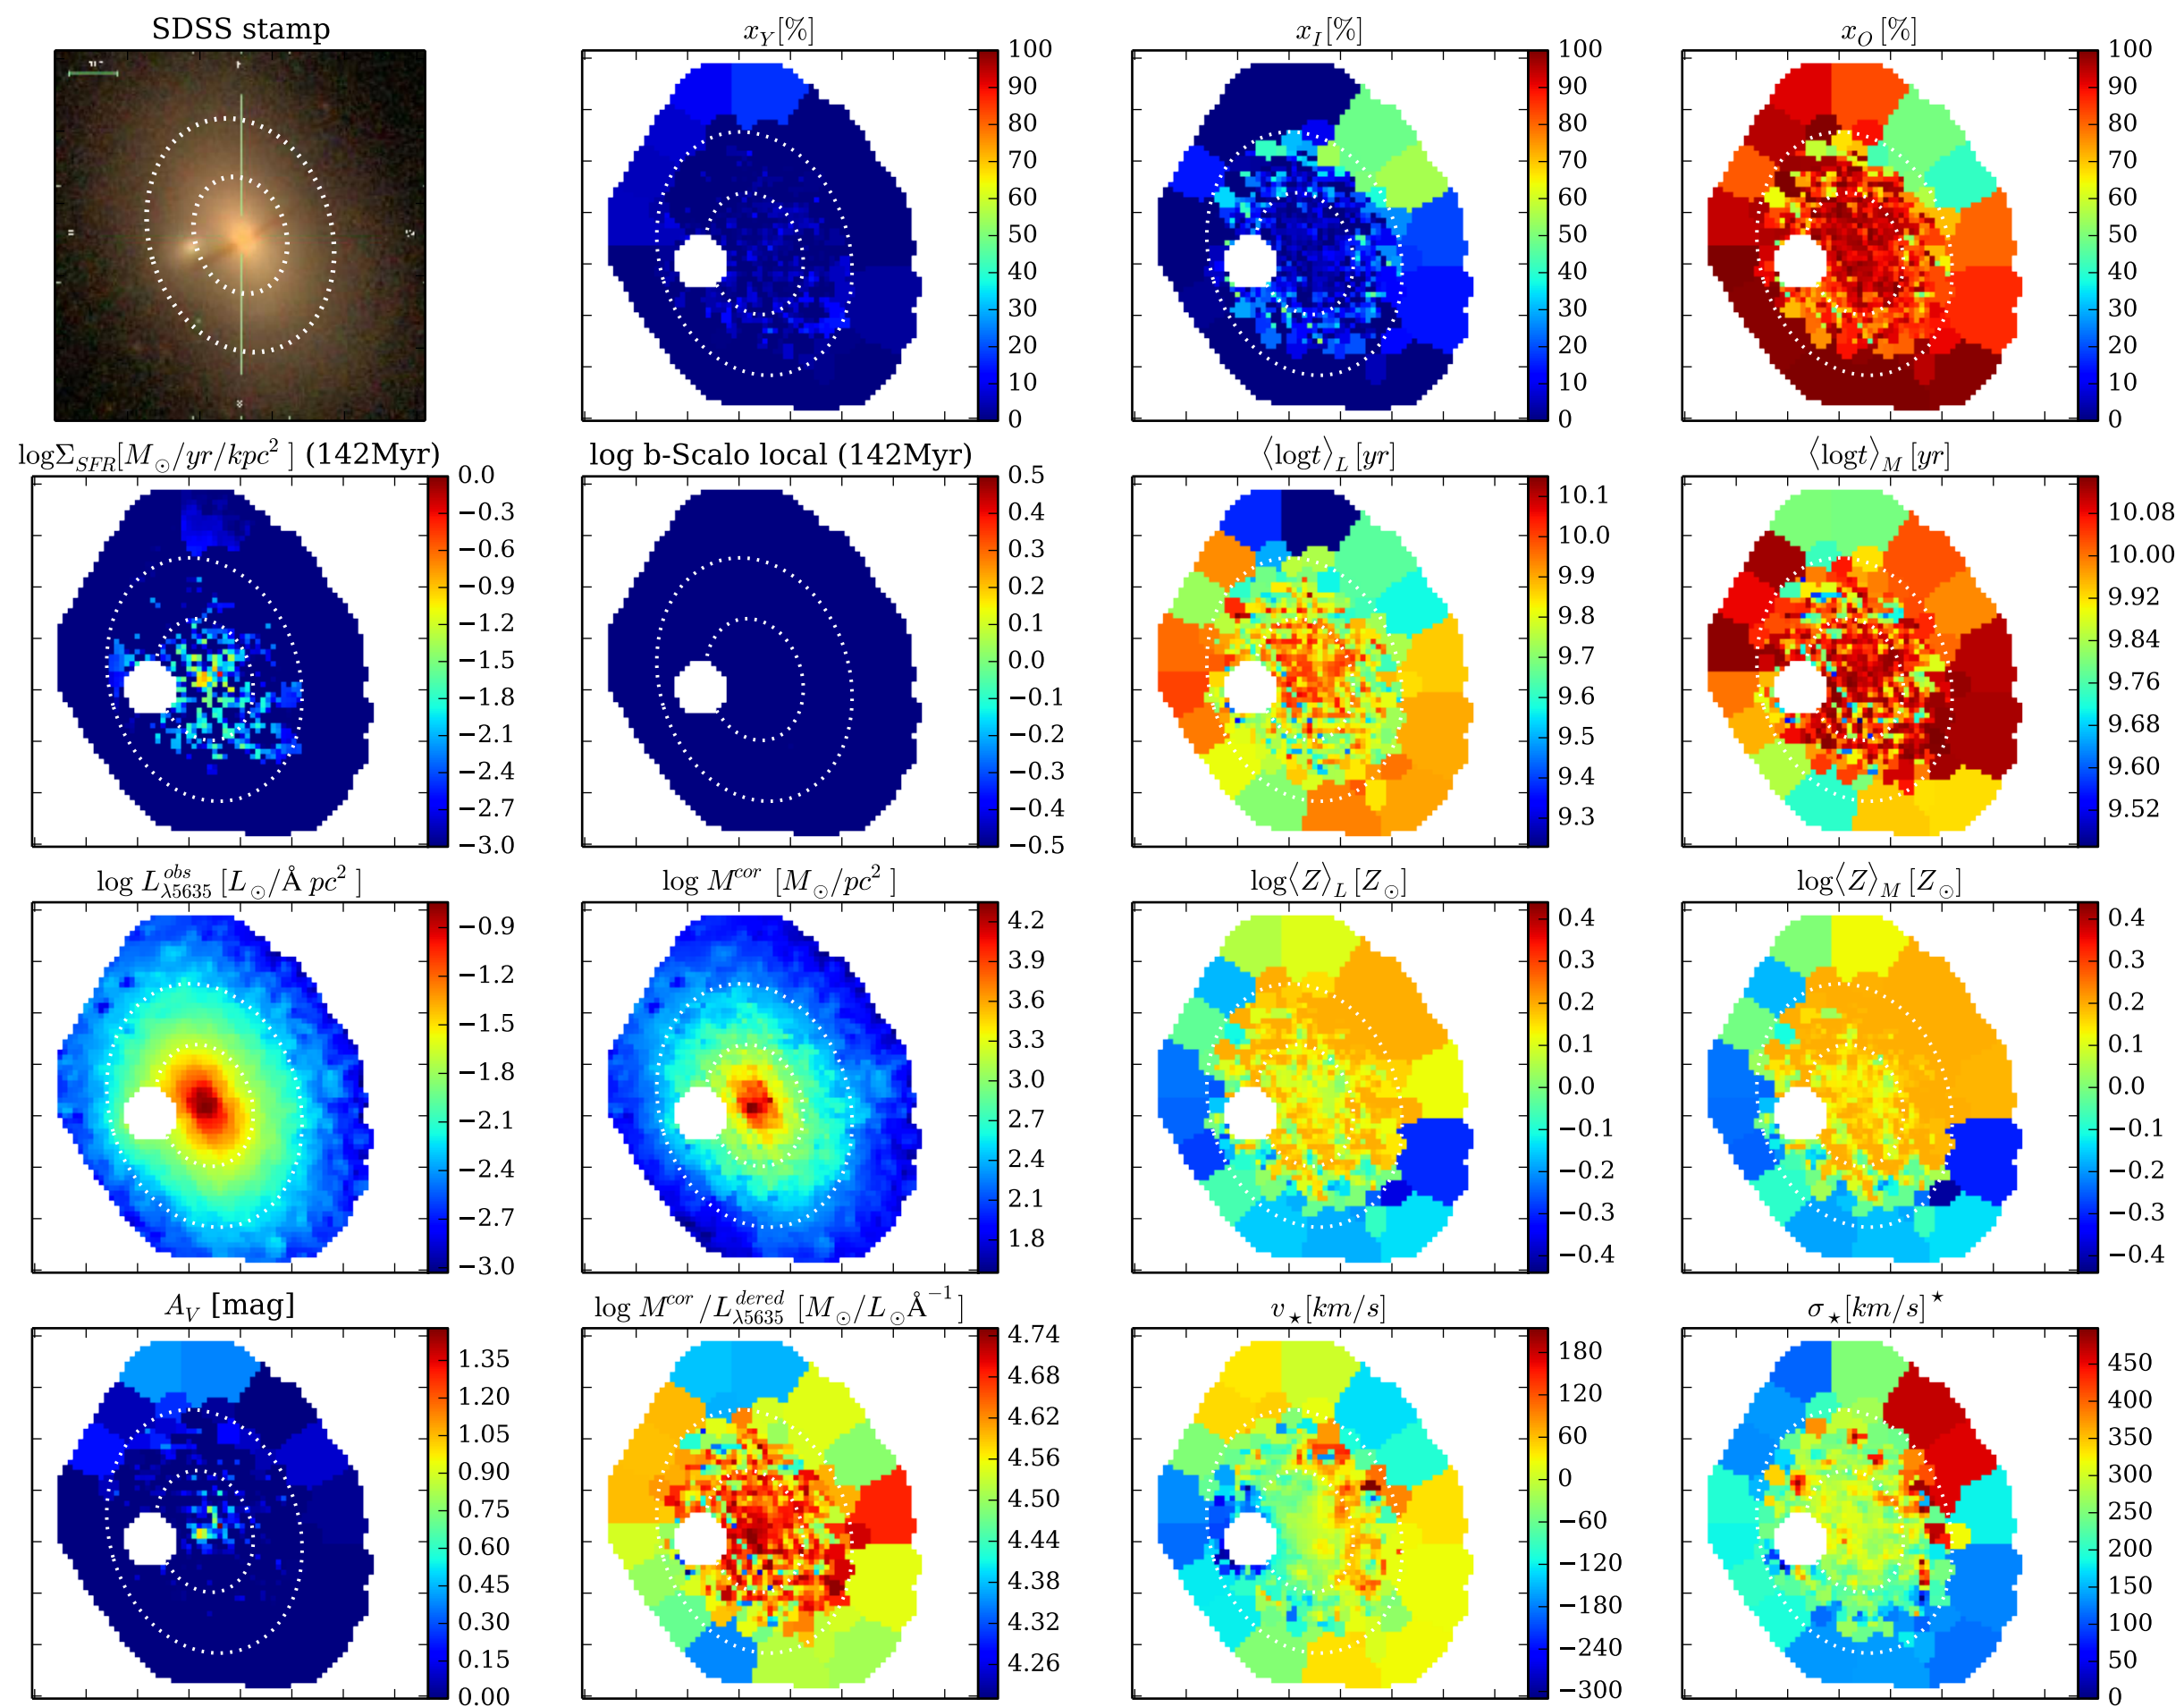 SDSS stamp
x_Y [%]
x_I [%]
x_O [%]
100 90 80 70 60 50 40 30 20 10 0
100 90 80 70 60 50 40 30 20 10 0
100 90 80 70 60 50 40 30 20 10 0
logΣ_SFR [M_⊙/yr/kpc²] (142Myr)
log b-Scalo local (142Myr)
⟨logt⟩_L [yr]
⟨logt⟩_M [yr]
0.0 −0.3 −0.6 −0.9 −1.2 −1.5 −1.8 −2.1 −2.4 −2.7 −3.0
0.5 0.4 0.3 0.2 0.1 0.0 −0.1 −0.2 −0.3 −0.4 −0.5
10.1 10.0 9.9 9.8 9.7 9.6 9.5 9.4 9.3
10.08 10.00 9.92 9.84 9.76 9.68 9.60 9.52
log L^obs_λ5635 [L_⊙/Å pc²]
log M^cor [M_⊙/pc²]
log⟨Z⟩_L [Z_⊙]
log⟨Z⟩_M [Z_⊙]
−0.9 −1.2 −1.5 −1.8 −2.1 −2.4 −2.7 −3.0
4.2 3.9 3.6 3.3 3.0 2.7 2.4 2.1 1.8
0.4 0.3 0.2 0.1 0.0 −0.1 −0.2 −0.3 −0.4
0.4 0.3 0.2 0.1 0.0 −0.1 −0.2 −0.3 −0.4
A_V [mag]
log M^cor/L^dered_λ5635 [M_⊙/L_⊙Å⁻¹]
v_⋆ [km/s]
σ_⋆ [km/s]^⋆
1.35 1.20 1.05 0.90 0.75 0.60 0.45 0.30 0.15 0.00
4.74 4.68 4.62 4.56 4.50 4.44 4.38 4.32 4.26
180 120 60 0 −60 −120 −180 −240 −300
450 400 350 300 250 200 150 100 50 0